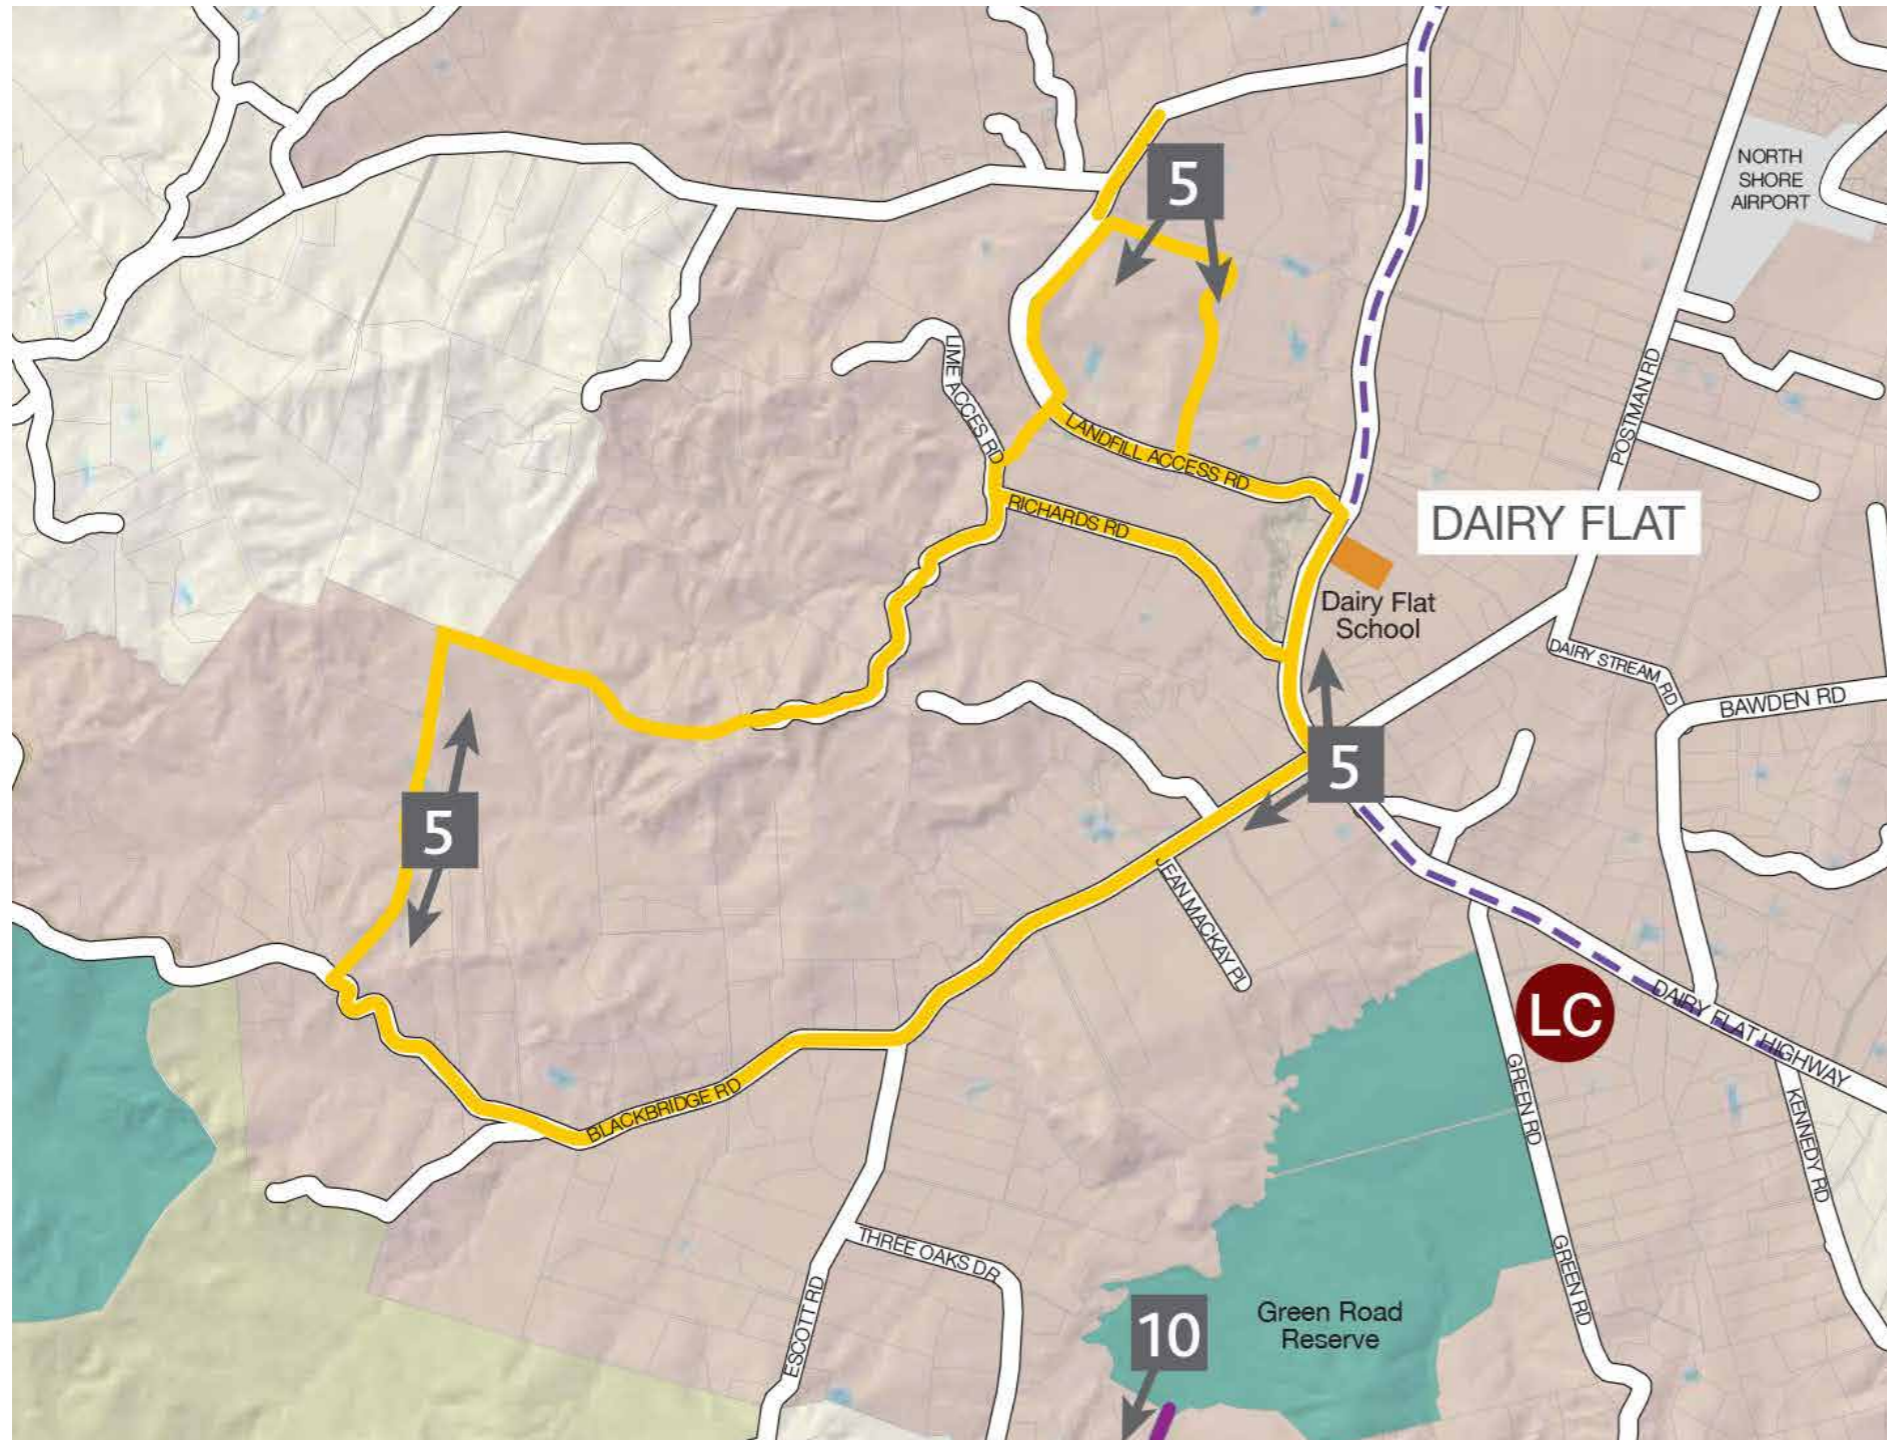 5
NORTH
SHORE
AIRPORT
LIME ACCES RD
POSTMAN RD
LANDFILL ACCESS RD
RICHARDS RD
DAIRY FLAT
Dairy Flat
School
DAIRY STREAM RD
BAWDEN RD
5
5
JEAN MACKAY PL
LC
DAIRY FLAT HIGHWAY
GREEN RD
KENNEDY RD
BLACKBRIDGE RD
THREE OAKS DR
GREEN RD
ESCOTT RD
10
Green Road
Reserve